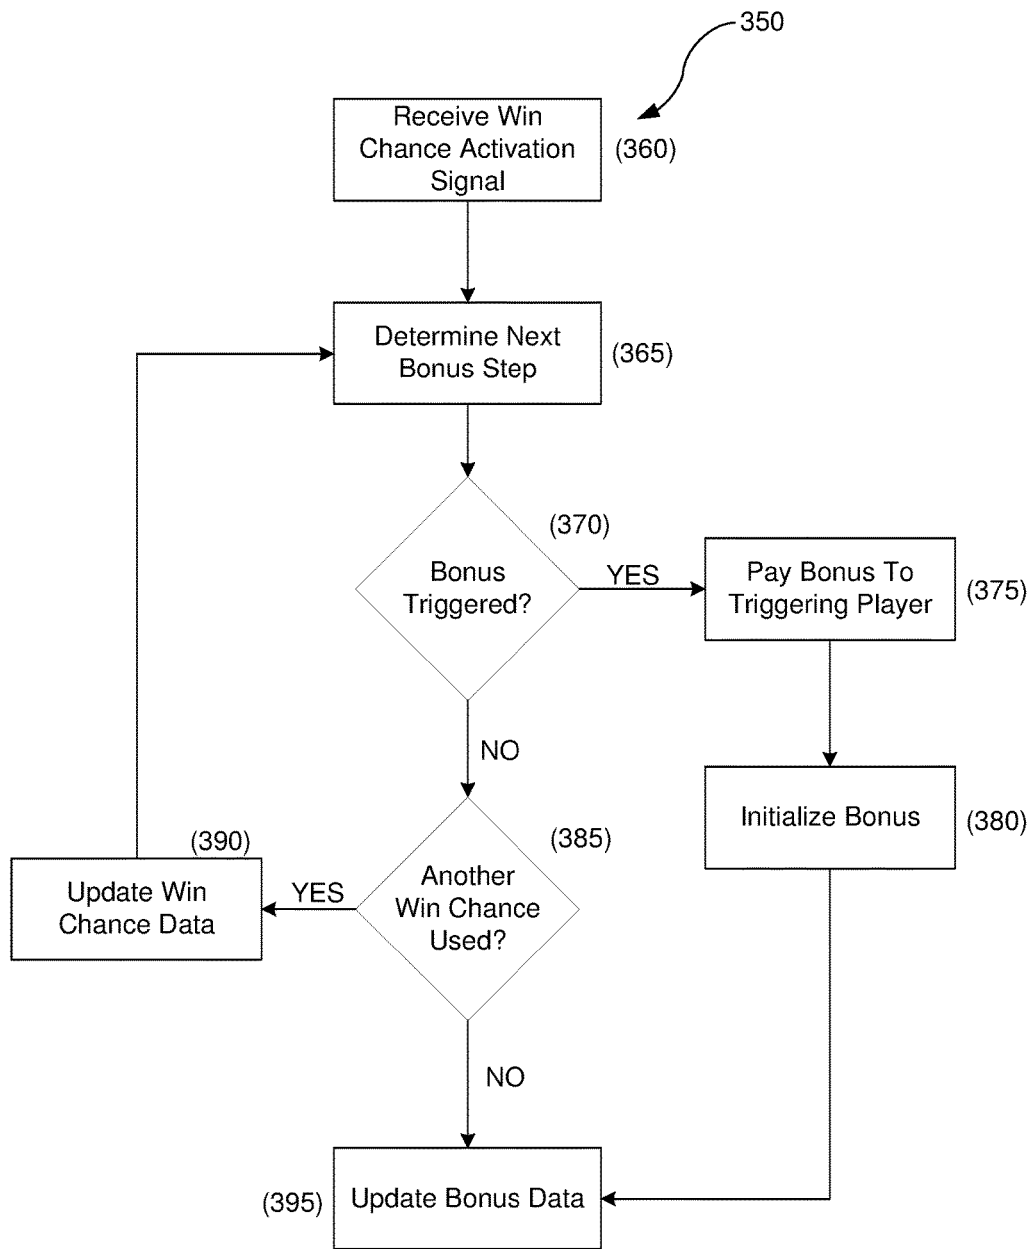 350
Receive Win
Chance Activation
Signal
(360)
Determine Next
Bonus Step
(365)
(370)
Bonus
Triggered?
YES
Pay Bonus To
Triggering Player
(375)
NO
Initialize Bonus
(380)
(385)
Another
Win Chance
Used?
YES
(390)
Update Win
Chance Data
NO
Update Bonus Data
(395)